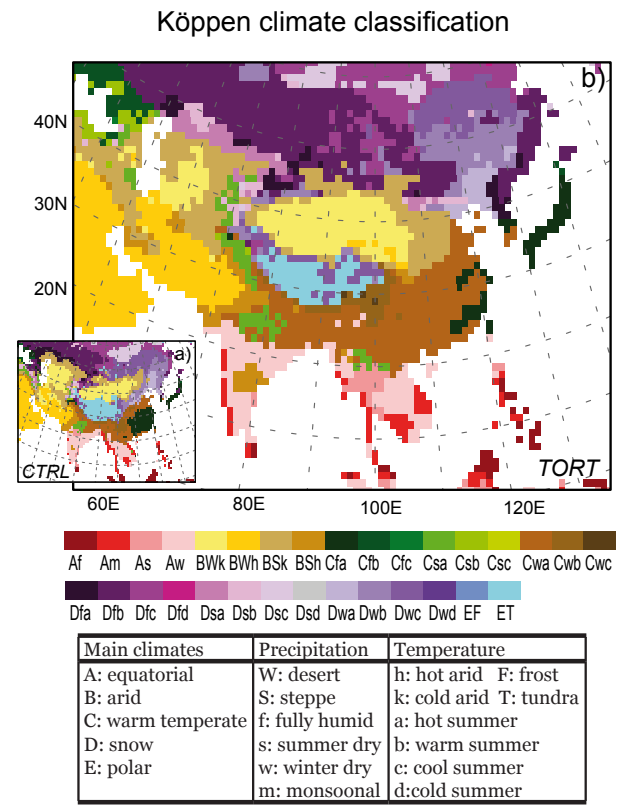 Köppen climate classification
b)
40N
30N
20N
a)
CTRL
TORT
60E 80E 100E 120E
Af Am As Aw BWk BWh BSk BSh Cfa Cfb Cfc Csa Csb Csc Cwa Cwb Cwc
Dfa Dfb Dfc Dfd Dsa Dsb Dsc Dsd Dwa Dwb Dwc Dwd EF ET
Main climates Precipitation Temperature
A: equatorial W: desert h: hot arid F: frost
B: arid S: steppe k: cold arid T: tundra
C: warm temperate f: fully humid a: hot summer
D: snow s: summer dry b: warm summer
E: polar w: winter dry c: cool summer
m: monsoonal d:cold summer